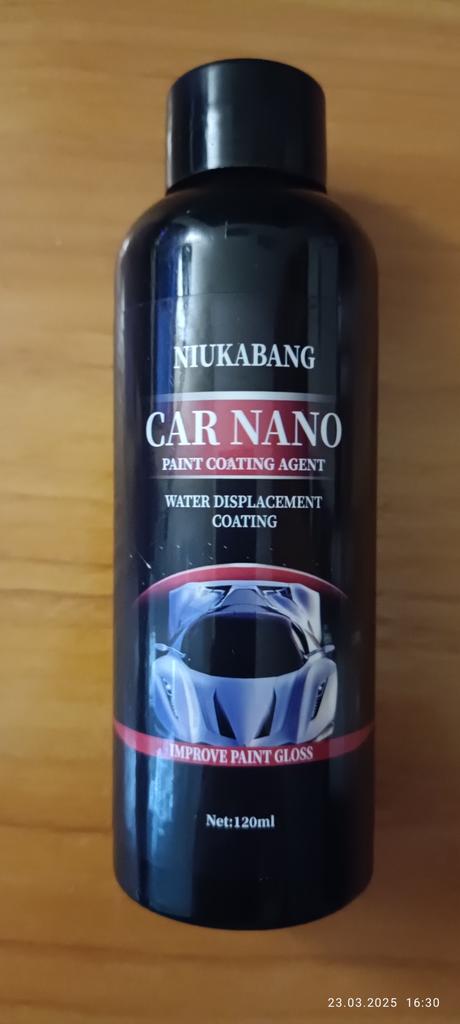 NIUKABANG
CAR NANO
PAINT COATING AGENT
WATER DISPLACEMENT
COATING
IMPROVE PAINT GLOSS
Net:120ml
23.03.2025 16:30